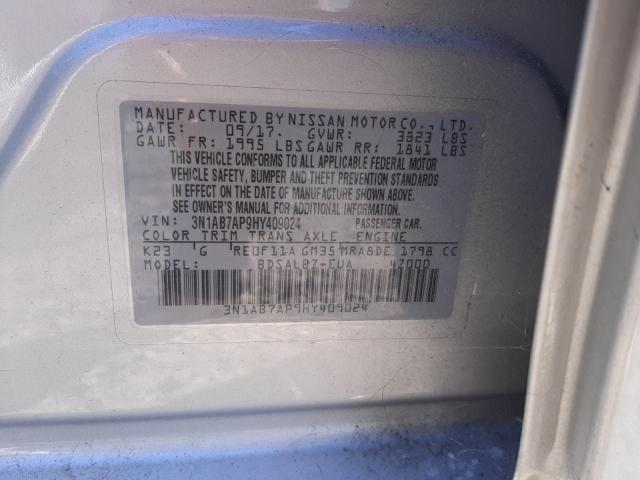 MANUFACTURED BY NISSAN MOTOR CO., LTD.
DATE: 09/17. GVWR: 3823 LBS
GAWR FR: 1995 LBS GAWR RR: 1841 LBS
THIS VEHICLE CONFORMS TO ALL APPLICABLE FEDERAL MOTOR
VEHICLE SAFETY, BUMPER AND THEFT PREVENTION STANDARDS
IN EFFECT ON THE DATE OF MANUFACTURE SHOWN ABOVE.
SEE OWNER'S MANUAL FOR ADDITIONAL INFORMATION
VIN: 3N1AB7AP9HY409024 PASSENGER CAR.
COLOR TRIM TRANS AXLE ENGINE
K23 G RE0F11A GM35 MRA8DE 1798 CC
MODEL: BDSALB7-EUA 47000
3N1AB7AP9HY409024